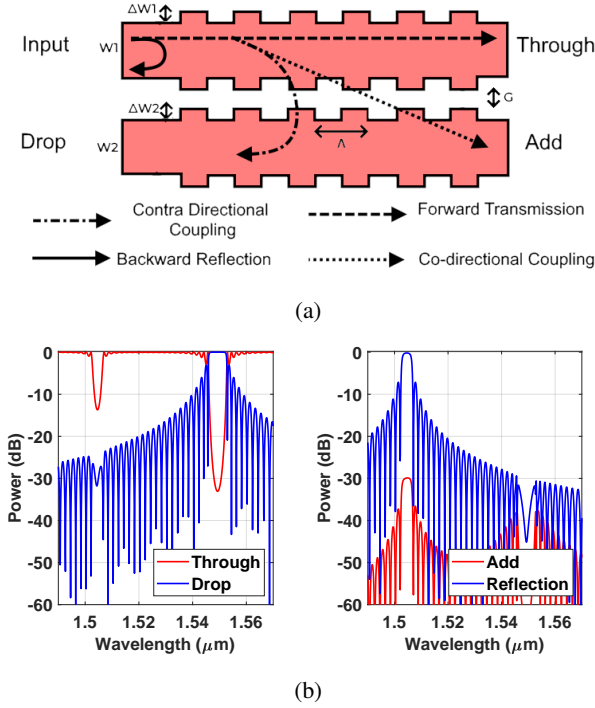 ΔW1
Input
W1
Through
G
ΔW2
Drop
W2
Λ
Add
Contra Directional
Coupling
Forward Transmission
Backward Reflection
Co-directional Coupling
(a)
0
-10
-20
-30
-40
-50
-60
Power (dB)
Through
Drop
1.5 1.52 1.54 1.56
Wavelength (μm)
0
-10
-20
-30
-40
-50
-60
Power (dB)
Add
Reflection
1.5 1.52 1.54 1.56
Wavelength (μm)
(b)